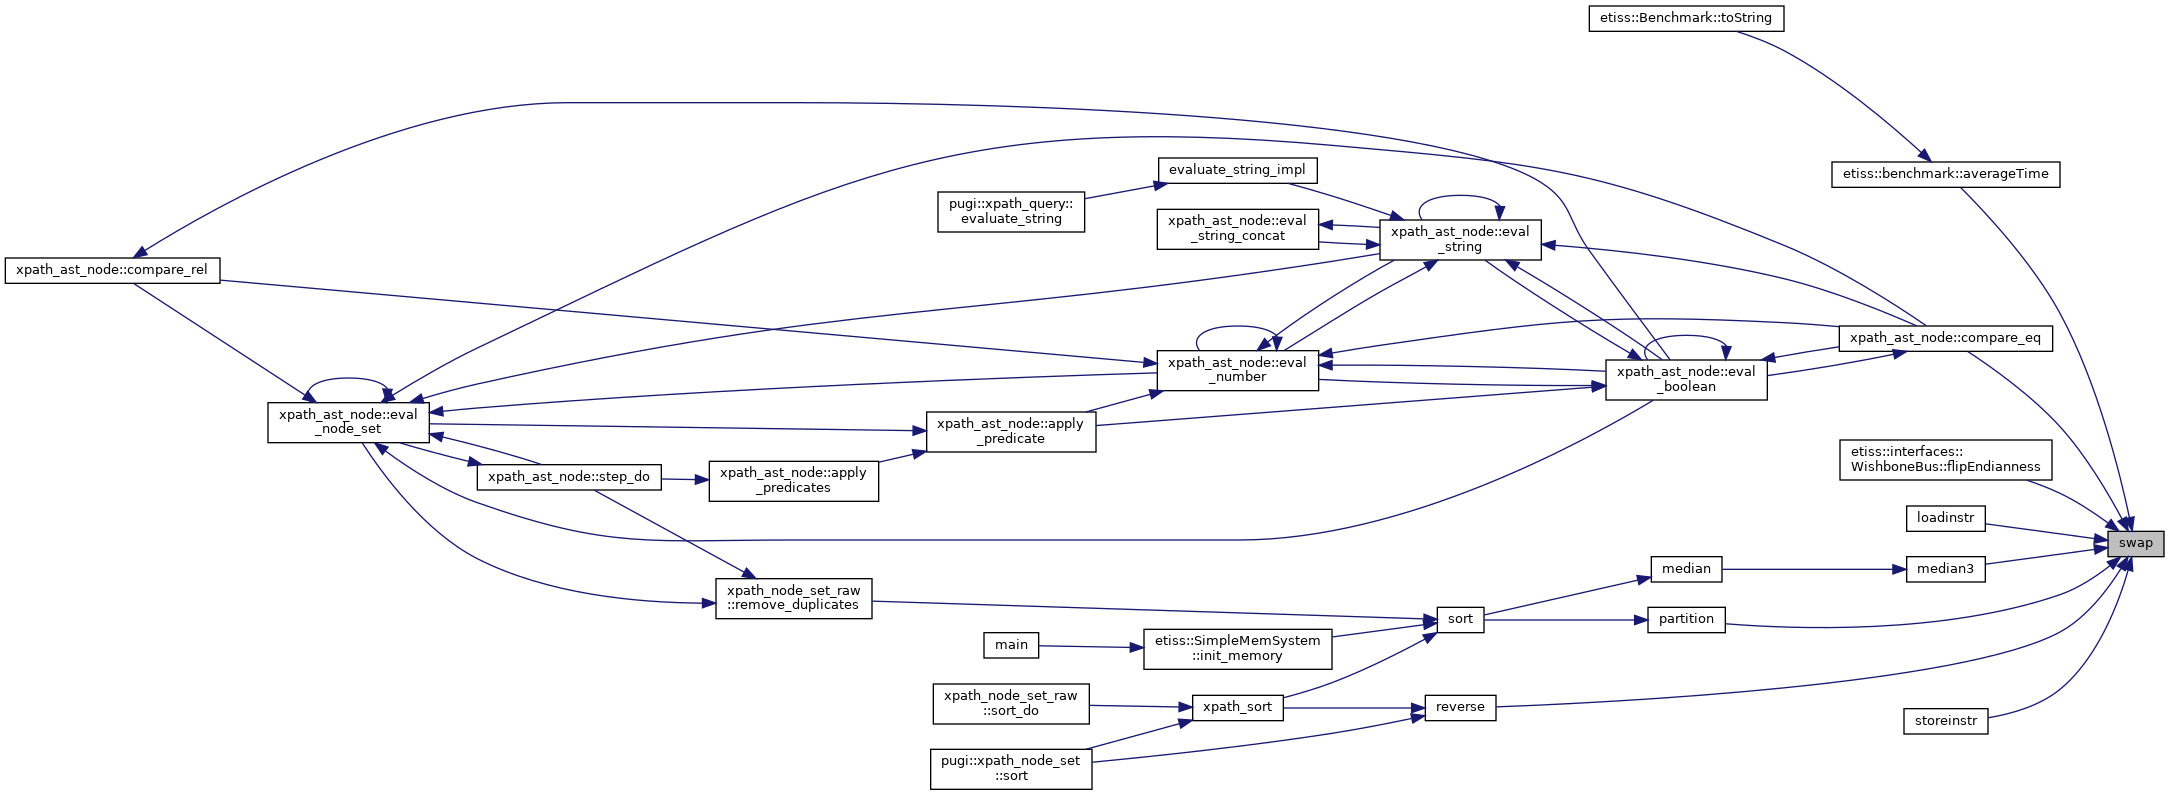 etiss::Benchmark::toString
evaluate_string_impl
etiss::benchmark::averageTime
pugi::xpath_query::
evaluate_string
xpath_ast_node::eval
_string_concat
xpath_ast_node::eval
_string
xpath_ast_node::compare_rel
xpath_ast_node::compare_eq
xpath_ast_node::eval
_number
xpath_ast_node::eval
_boolean
xpath_ast_node::eval
_node_set
xpath_ast_node::apply
_predicate
etiss::interfaces::
WishboneBus::flipEndianness
xpath_ast_node::step_do
xpath_ast_node::apply
_predicates
loadinstr
swap
median
median3
xpath_node_set_raw
::remove_duplicates
sort
partition
main
etiss::SimpleMemSystem
::init_memory
xpath_node_set_raw
::sort_do
xpath_sort
reverse
storeinstr
pugi::xpath_node_set
::sort